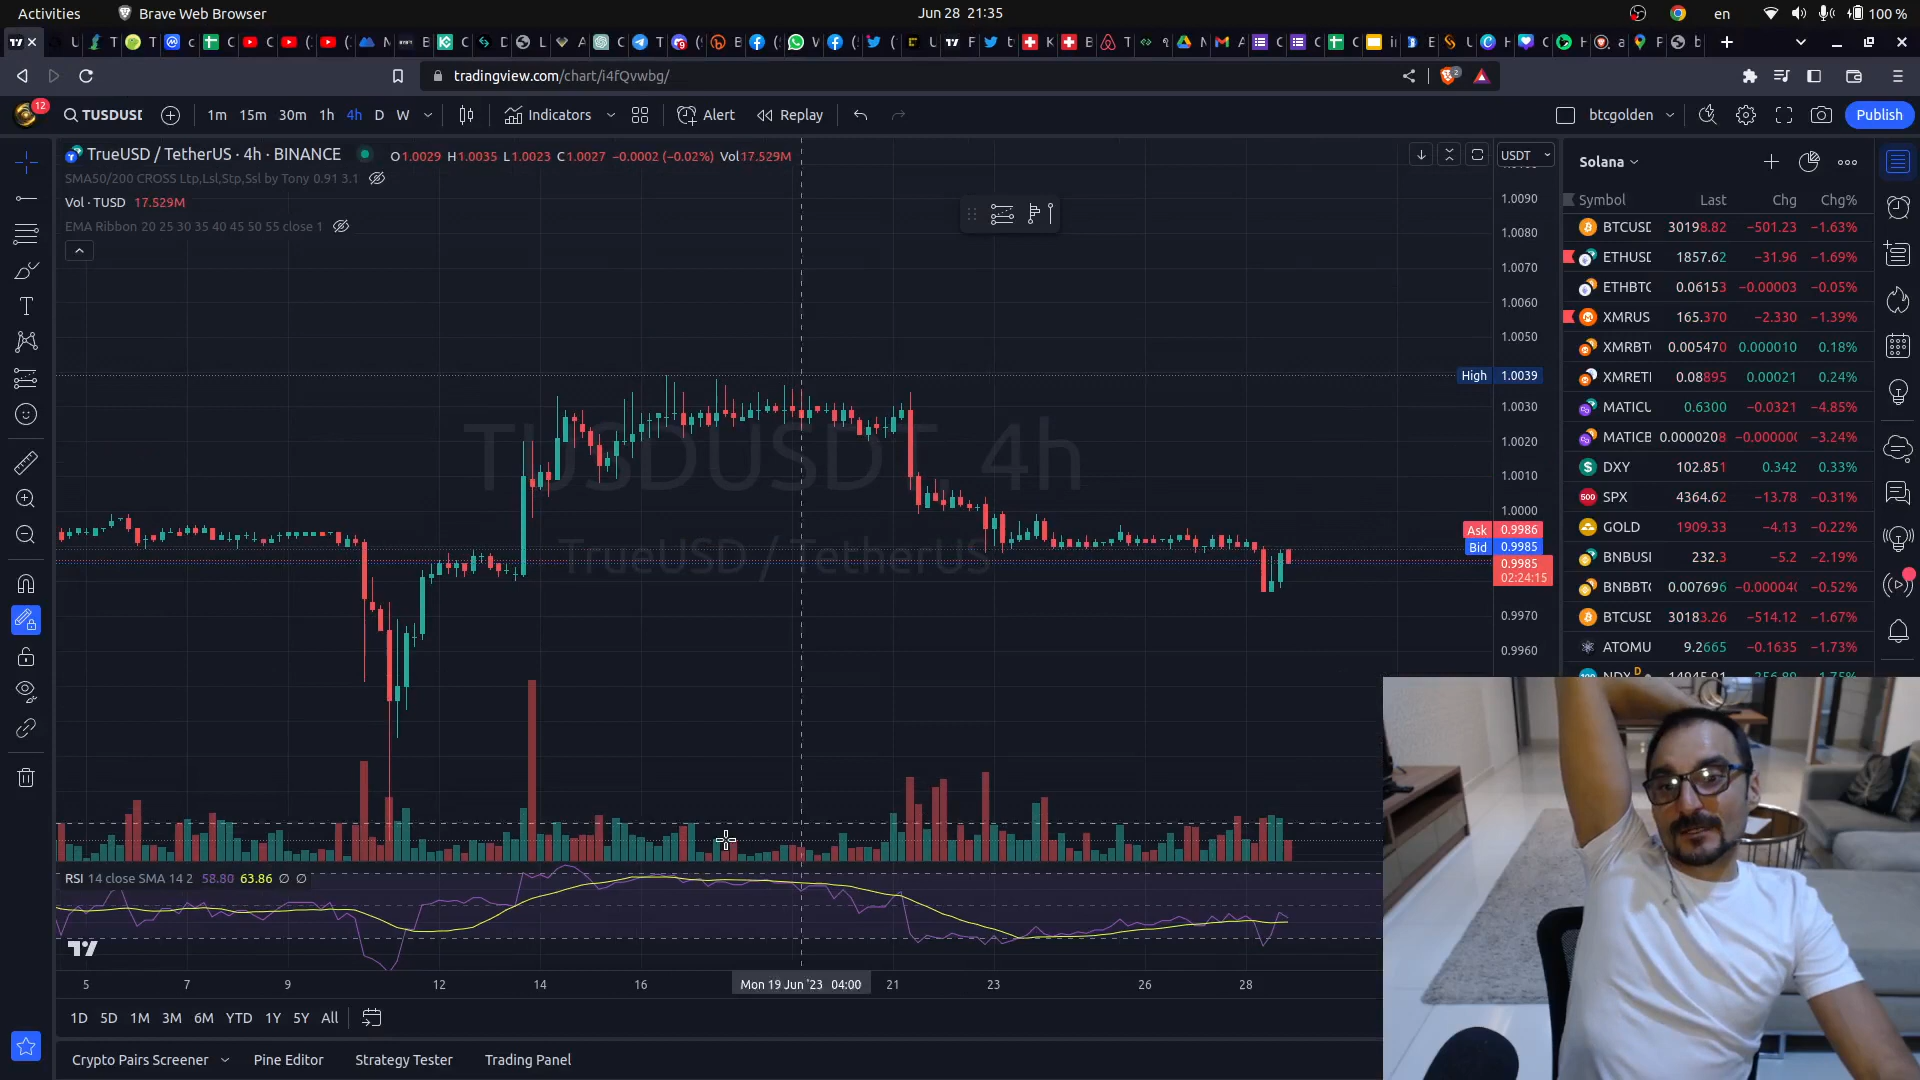 Activities
Brave Web Browser
Jun 28 21:35
en
100 %
tradingview.com/chart/i4fQvwbg/
2
12
TUSDUSI
1m 15m 30m 1h 4h D W
Indicators
Alert
Replay
btcgolden
Publish
TrueUSD / TetherUS · 4h · BINANCE
O1.0029 H1.0035 L1.0023 C1.0027 −0.0002 (−0.02%) Vol17.529M
SMA50/200 CROSS Ltp,Lsl,Stp,Ssl by Tony 0.91 3.1
Vol · TUSD 17.529M
EMA Ribbon 20 25 30 35 40 45 50 55 close 1
TUSDUSDT, 4h
TrueUSD / TetherUS
USDT
1.0090
1.0080
1.0070
1.0060
1.0050
High 1.0039
1.0030
1.0020
1.0010
1.0000
Ask 0.9986
Bid 0.9985
0.9985
02:24:15
0.9970
0.9960
RSI 14 close SMA 14 2 58.80 63.86 ∅ ∅
5 7 9 12 14 16 Mon 19 Jun '23 04:00 21 23 26 28
1D 5D 1M 3M 6M YTD 1Y 5Y All
Crypto Pairs Screener
Pine Editor
Strategy Tester
Trading Panel
Solana
Symbol Last Chg Chg%
BTCUSD 30198.82 −501.23 −1.63%
ETHUSD 1857.62 −31.96 −1.69%
ETHBTC 0.06153 −0.00003 −0.05%
XMRUS 165.370 −2.330 −1.39%
XMRBT 0.005470 0.000010 0.18%
XMRETI 0.08895 0.00021 0.24%
MATICU 0.6300 −0.0321 −4.85%
MATICB 0.0000208 −0.000000 −3.24%
DXY 102.851 0.342 0.33%
SPX 4364.62 −13.78 −0.31%
GOLD 1909.33 −4.13 −0.22%
BNBUSI 232.3 −5.2 −2.19%
BNBBTC 0.007696 −0.000040 −0.52%
BTCUSD 30183.26 −514.12 −1.67%
ATOMU 9.2665 −0.1635 −1.73%